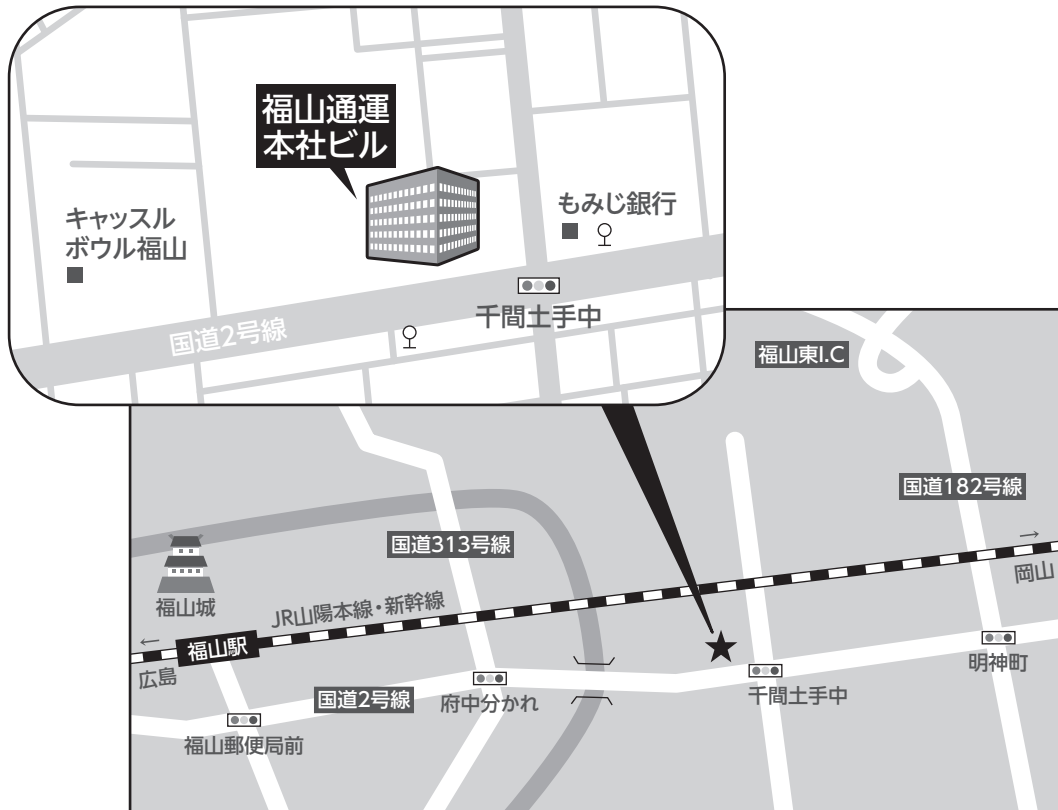 福山通運
本社ビル
キャッスル
ボウル福山
もみじ銀行
千間土手中
国道2号線
福山東I.C
国道182号線
国道313号線
岡山
福山城
JR山陽本線・新幹線
福山駅
広島
明神町
千間土手中
府中分かれ
国道2号線
福山郵便局前